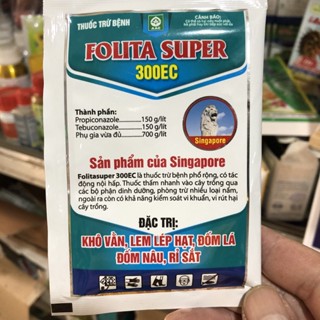 THUỐC TRỪ BỆNH
CẢNH BÁO:
FOLITA SUPER
300EC
Thành phần:
Propiconazole..............150 g/lít
Tebuconazole..............150 g/lít
Phụ gia vừa đủ............700 g/lít
Singapore
Sản phẩm của Singapore
Folitasuper 300EC là thuốc trừ bệnh phổ rộng, có tác
động nội hấp. Thuốc thấm nhanh vào cây trồng qua
các bộ phận dinh dưỡng, phòng trừ nhiều loại nấm,
ngoài ra còn có khả năng kiểm soát vi khuẩn, vi rút hại
cây trồng.
ĐẶC TRỊ:
KHÔ VẰN, LEM LÉP HẠT, ĐỐM LÁ
ĐỐM NÂU, RỈ SẮT